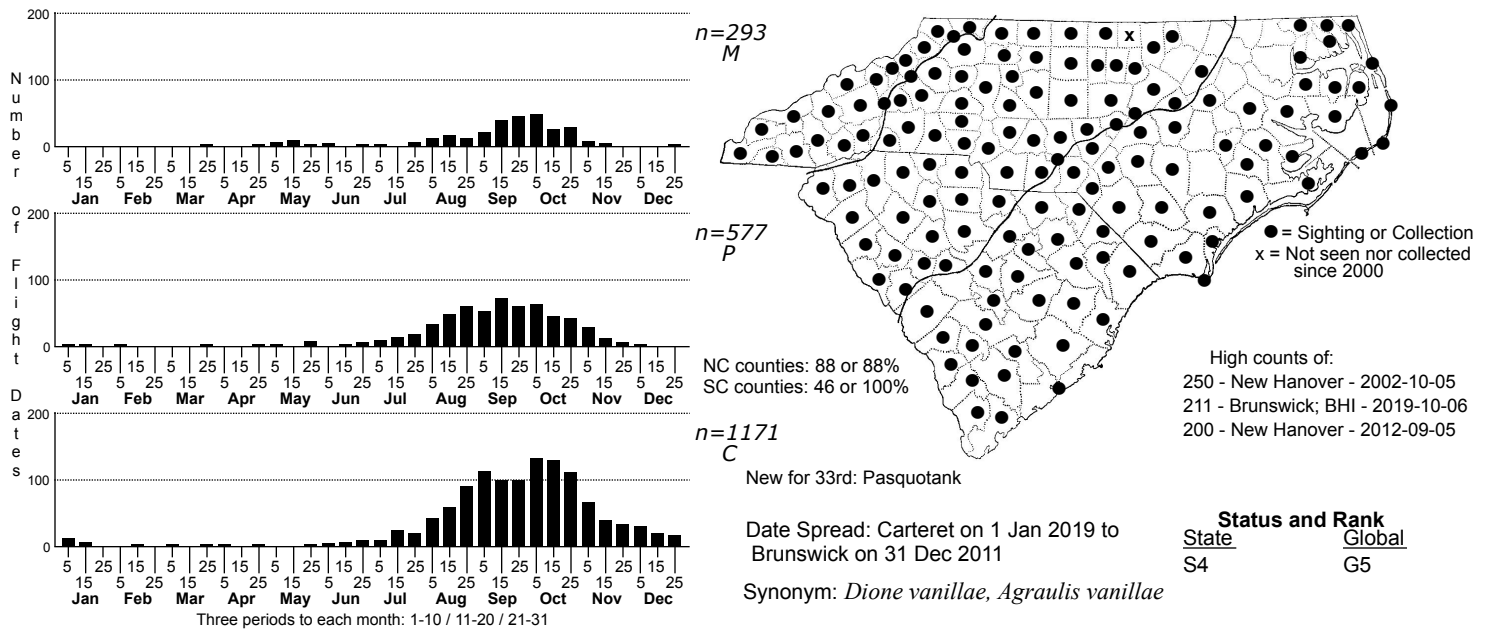 Number of Flight Dates
200
100
0
5 25 15 5 25 15 5 25 15 5 25 15 5 25 15 5 25 15
15 5 25 15 5 25 15 5 25 15 5 25 15 5 25 15 5 25
Jan Feb Mar Apr May Jun Jul Aug Sep Oct Nov Dec
n=293
M
200
100
0
5 25 15 5 25 15 5 25 15 5 25 15 5 25 15 5 25 15
15 5 25 15 5 25 15 5 25 15 5 25 15 5 25 15 5 25
Jan Feb Mar Apr May Jun Jul Aug Sep Oct Nov Dec
n=577
P
200
100
0
5 25 15 5 25 15 5 25 15 5 25 15 5 25 15 5 25 15
15 5 25 15 5 25 15 5 25 15 5 25 15 5 25 15 5 25
Jan Feb Mar Apr May Jun Jul Aug Sep Oct Nov Dec
n=1171
C
Three periods to each month: 1-10 / 11-20 / 21-31
x
= Sighting or Collection
x = Not seen nor collected
since 2000
NC counties: 88 or 88%
SC counties: 46 or 100%
High counts of:
250 - New Hanover - 2002-10-05
211 - Brunswick; BHI - 2019-10-06
200 - New Hanover - 2012-09-05
New for 33rd: Pasquotank
Date Spread: Carteret on 1 Jan 2019 to
Brunswick on 31 Dec 2011
Synonym: Dione vanillae, Agraulis vanillae
Status and Rank
State Global
S4 G5